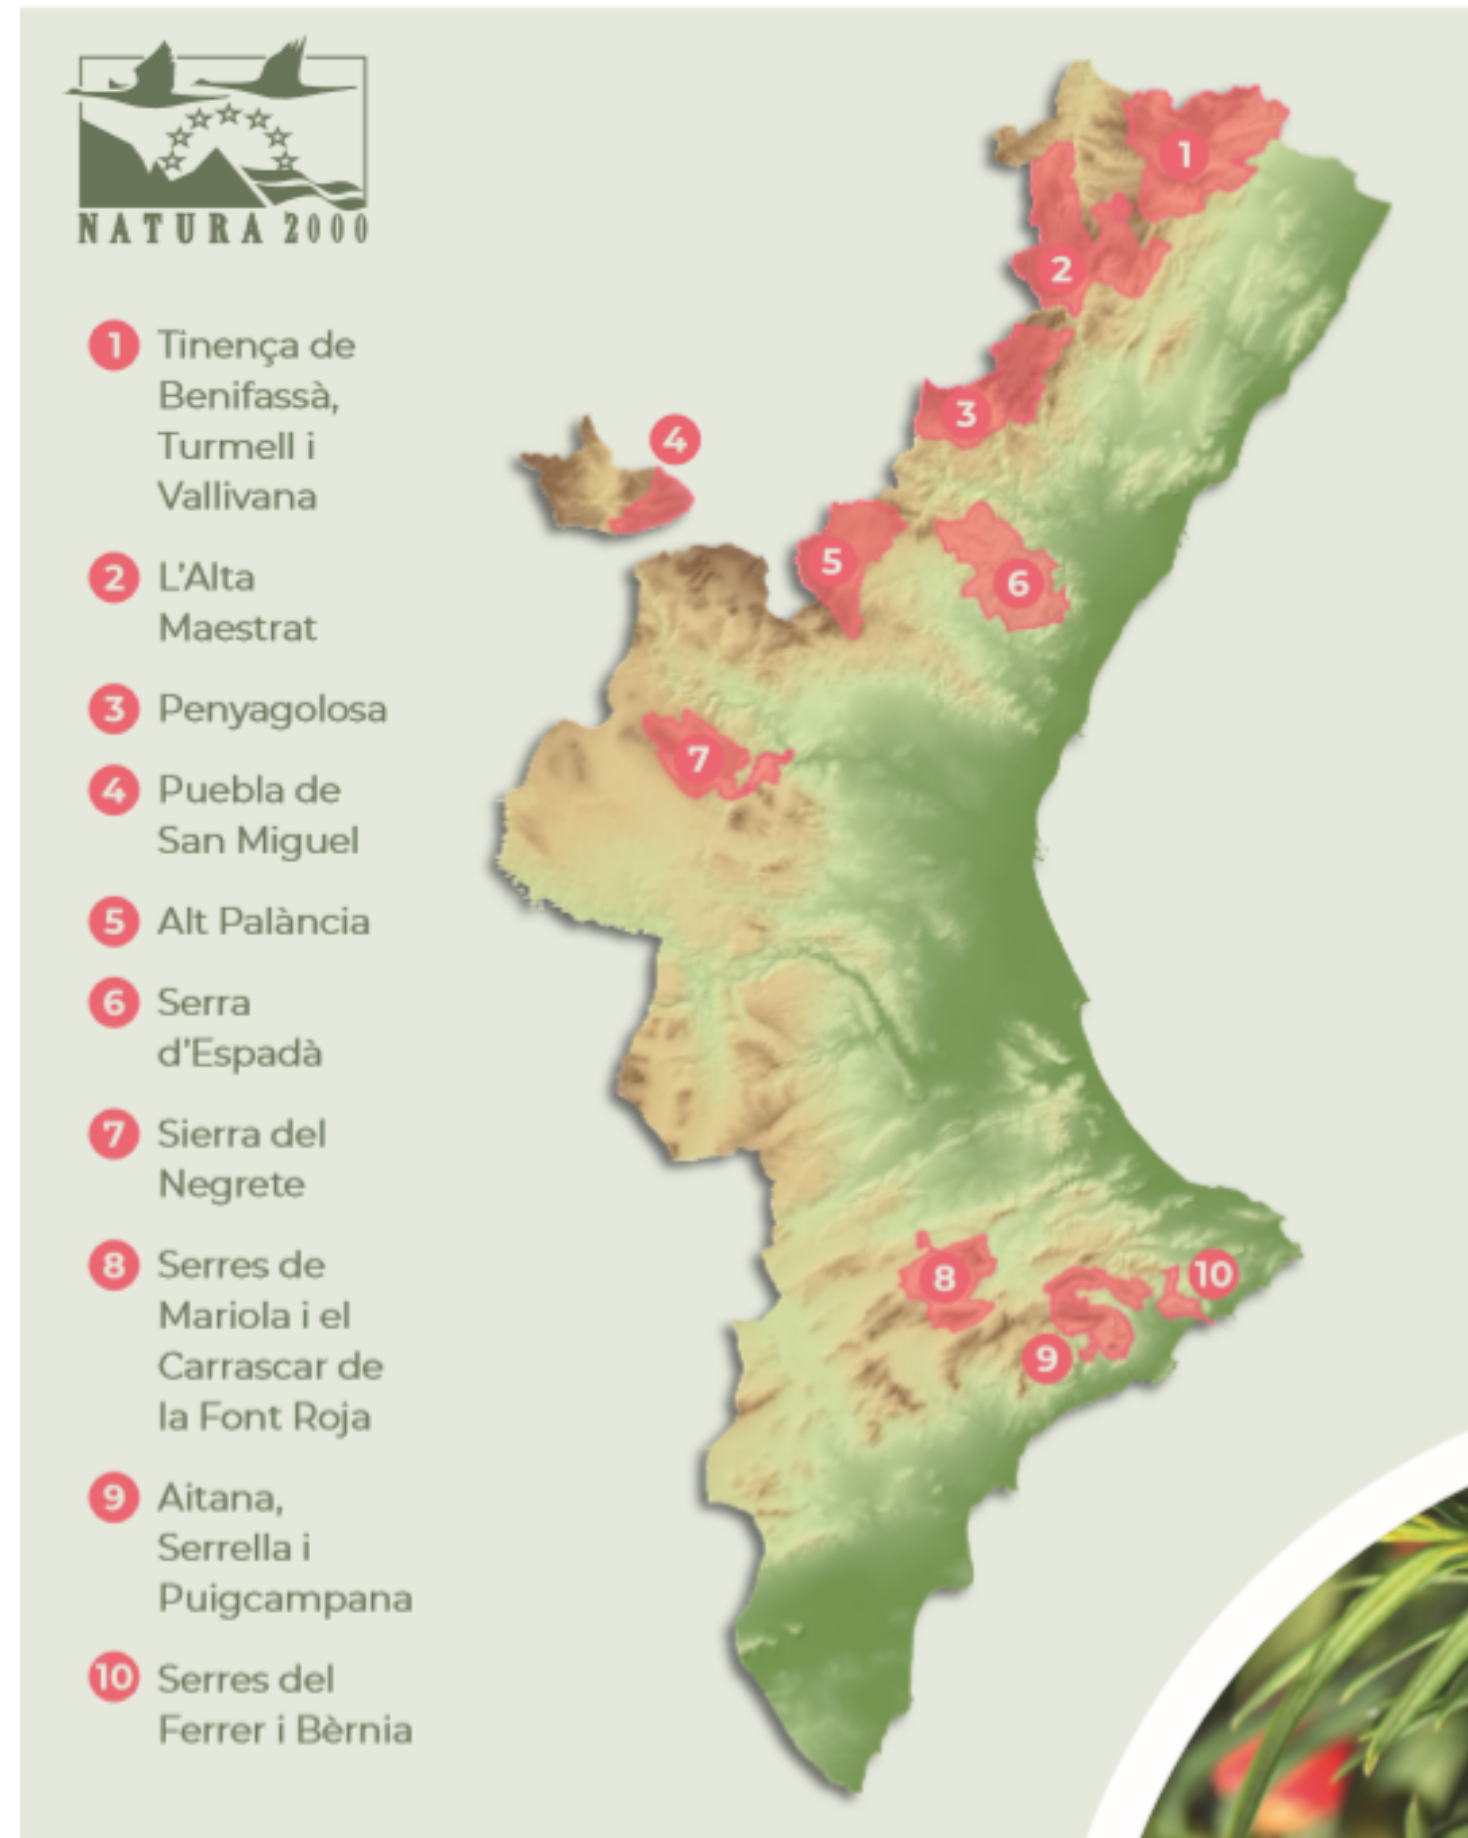 NATURA 2000
1 Tinença de
Benifassà,
Turmell i
Vallivana
2 L'Alta
Maestrat
3 Penyagolosa
4 Puebla de
San Miguel
5 Alt Palància
6 Serra
d'Espadà
7 Sierra del
Negrete
8 Serres de
Mariola i el
Carrascar de
la Font Roja
9 Aitana,
Serrella i
Puigcampana
10 Serres del
Ferrer i Bèrnia
1
2
3
4
5
6
7
8
10
9